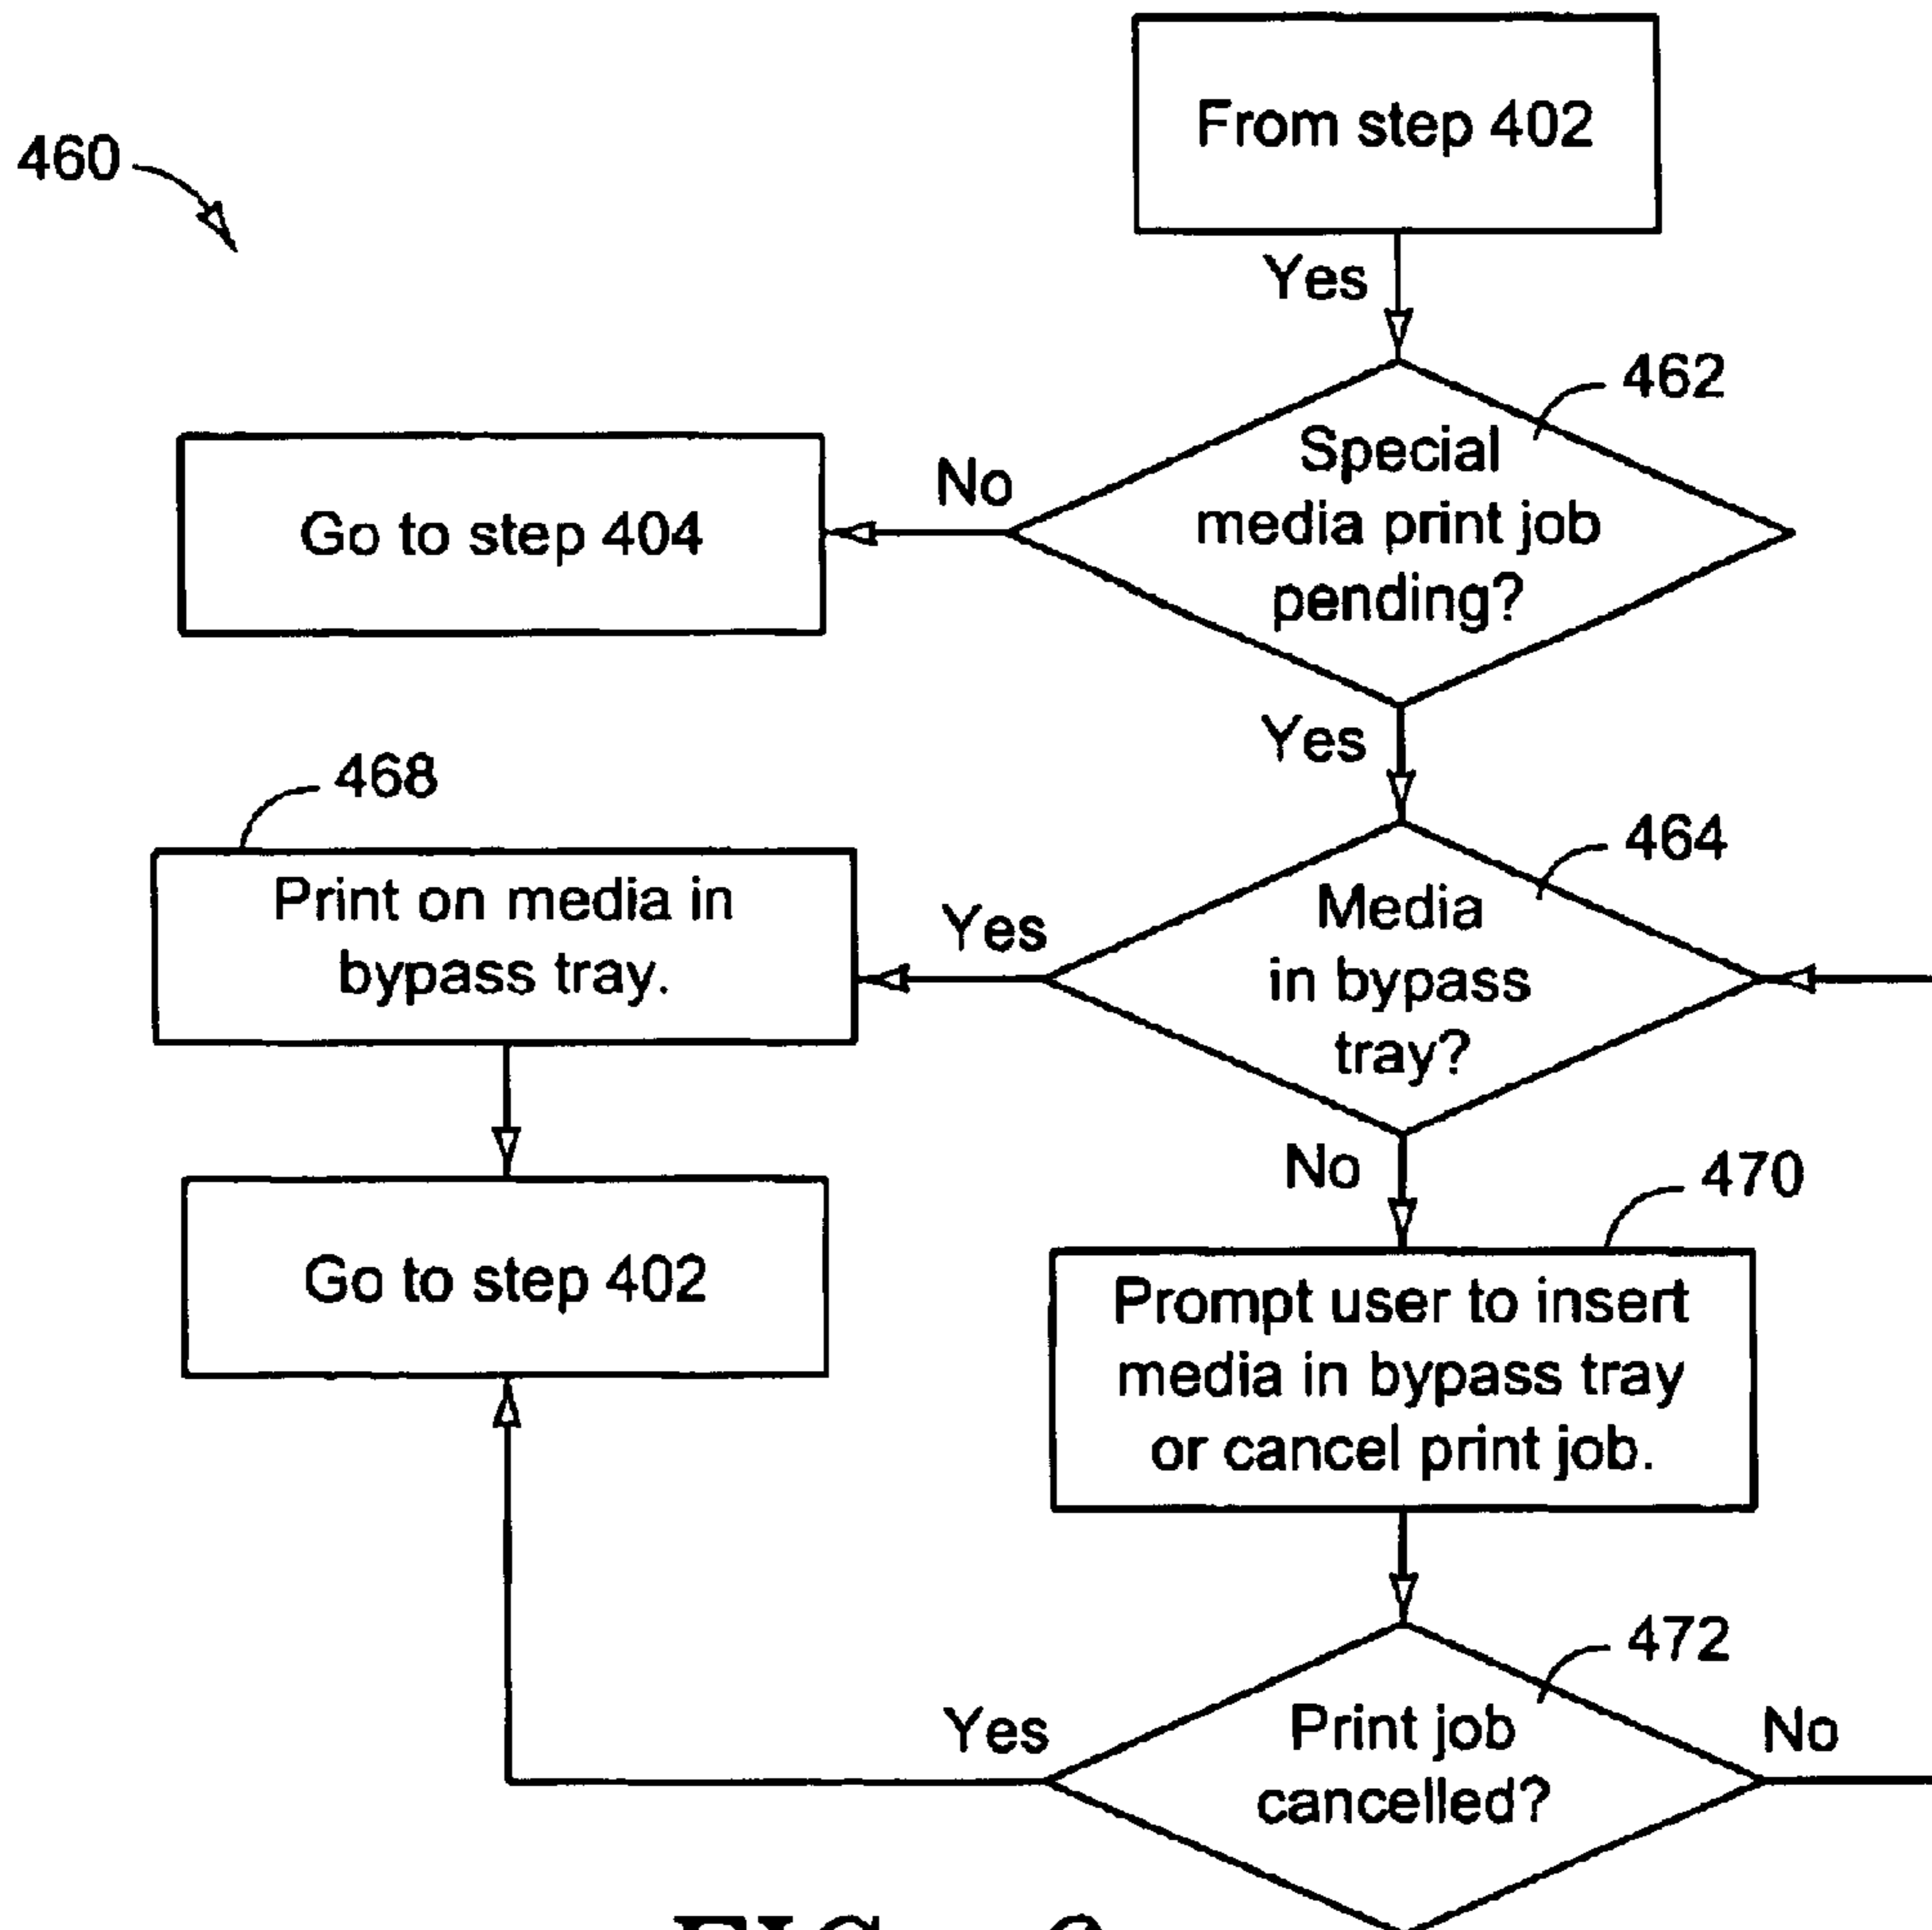 From step 402
460
Yes
462
Special
media print job
pending?
No
Go to step 404
Yes
468
464
Print on media in
bypass tray.
Yes
Media
in bypass
tray?
No
470
Go to step 402
Prompt user to insert
media in bypass tray
or cancel print job.
472
Yes
Print job
cancelled?
No